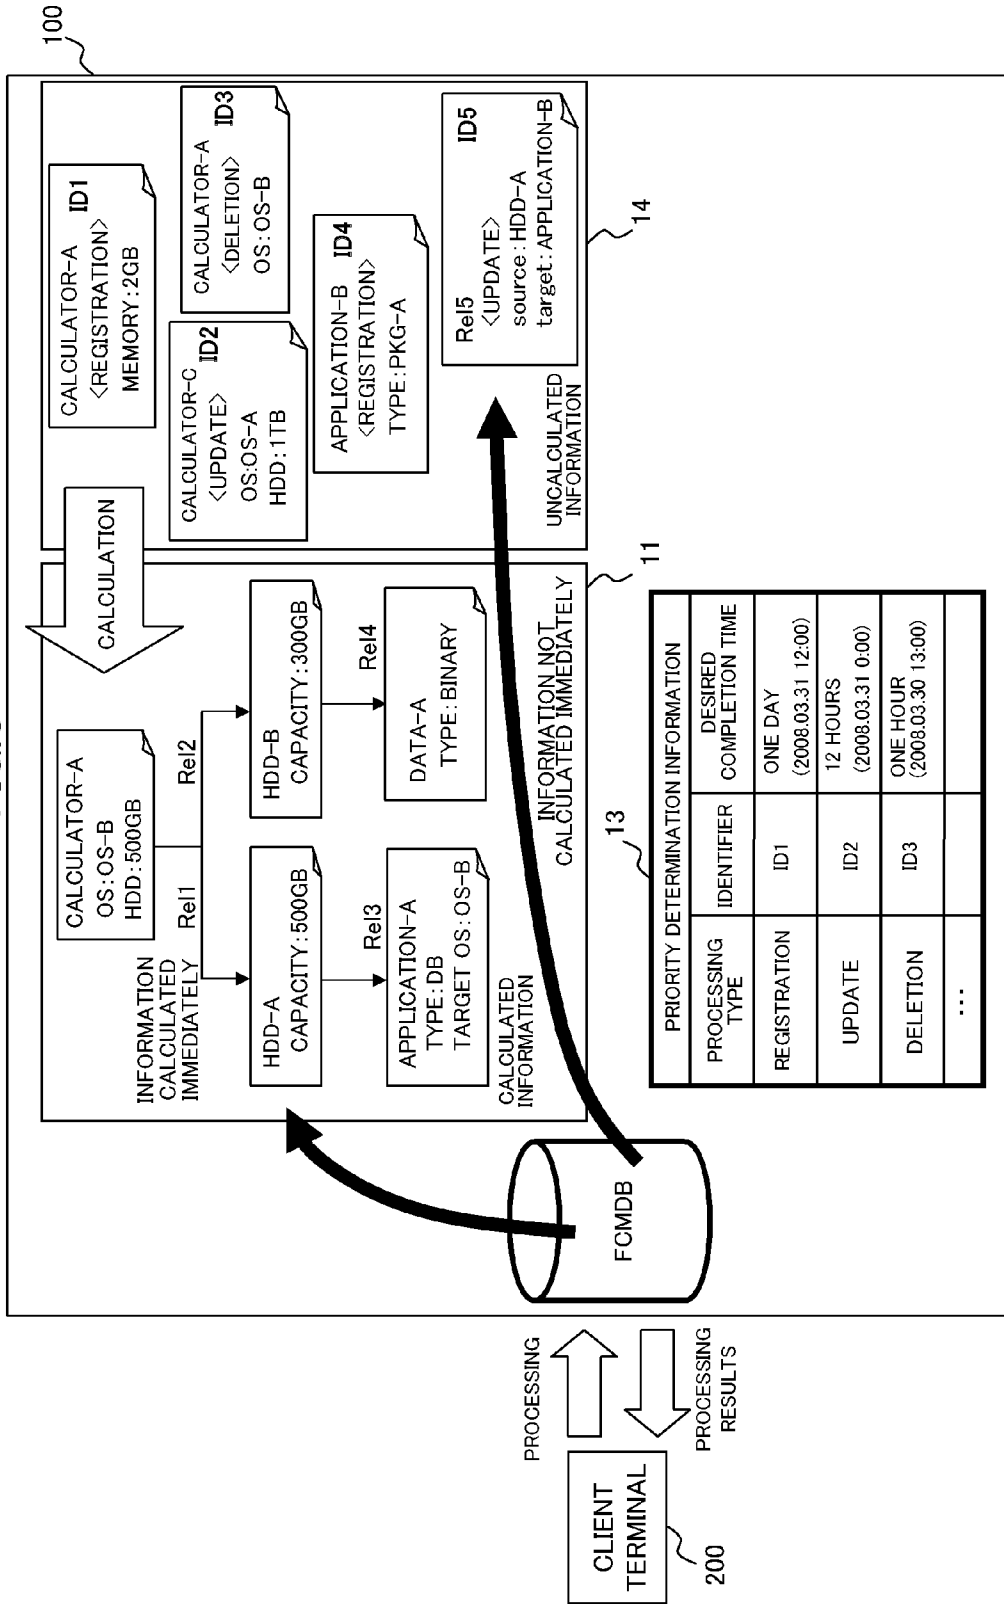 100
CALCULATOR-A
OS:OS-B
HDD:500GB
INFORMATION
CALCULATED
IMMEDIATELY
Rel1
Rel2
HDD-A
CAPACITY:500GB
HDD-B
CAPACITY:300GB
Rel3
Rel4
APPLICATION-A
TYPE:DB
TARGET OS:OS-B
DATA-A
TYPE:BINARY
CALCULATED
INFORMATION
INFORMATION NOT
CALCULATED IMMEDIATELY
11
CALCULATION
CALCULATOR-A
ID1
<REGISTRATION>
MEMORY:2GB
CALCULATOR-C
ID2
<UPDATE>
OS:OS-A
HDD:1TB
CALCULATOR-A
ID3
<DELETION>
OS:OS-B
APPLICATION-B
ID4
<REGISTRATION>
TYPE:PKG-A
Rel5
ID5
<UPDATE>
source:HDD-A
target:APPLICATION-B
UNCALCULATED
INFORMATION
14
FCMDB
PROCESSING
PROCESSING
RESULTS
CLIENT
TERMINAL
200
13
PRIORITY DETERMINATION INFORMATION
PROCESSING
TYPE
IDENTIFIER
DESIRED
COMPLETION TIME
REGISTRATION
ID1
ONE DAY
(2008.03.31 12:00)
UPDATE
ID2
12 HOURS
(2008.03.31 0:00)
DELETION
ID3
ONE HOUR
(2008.03.30 13:00)
...